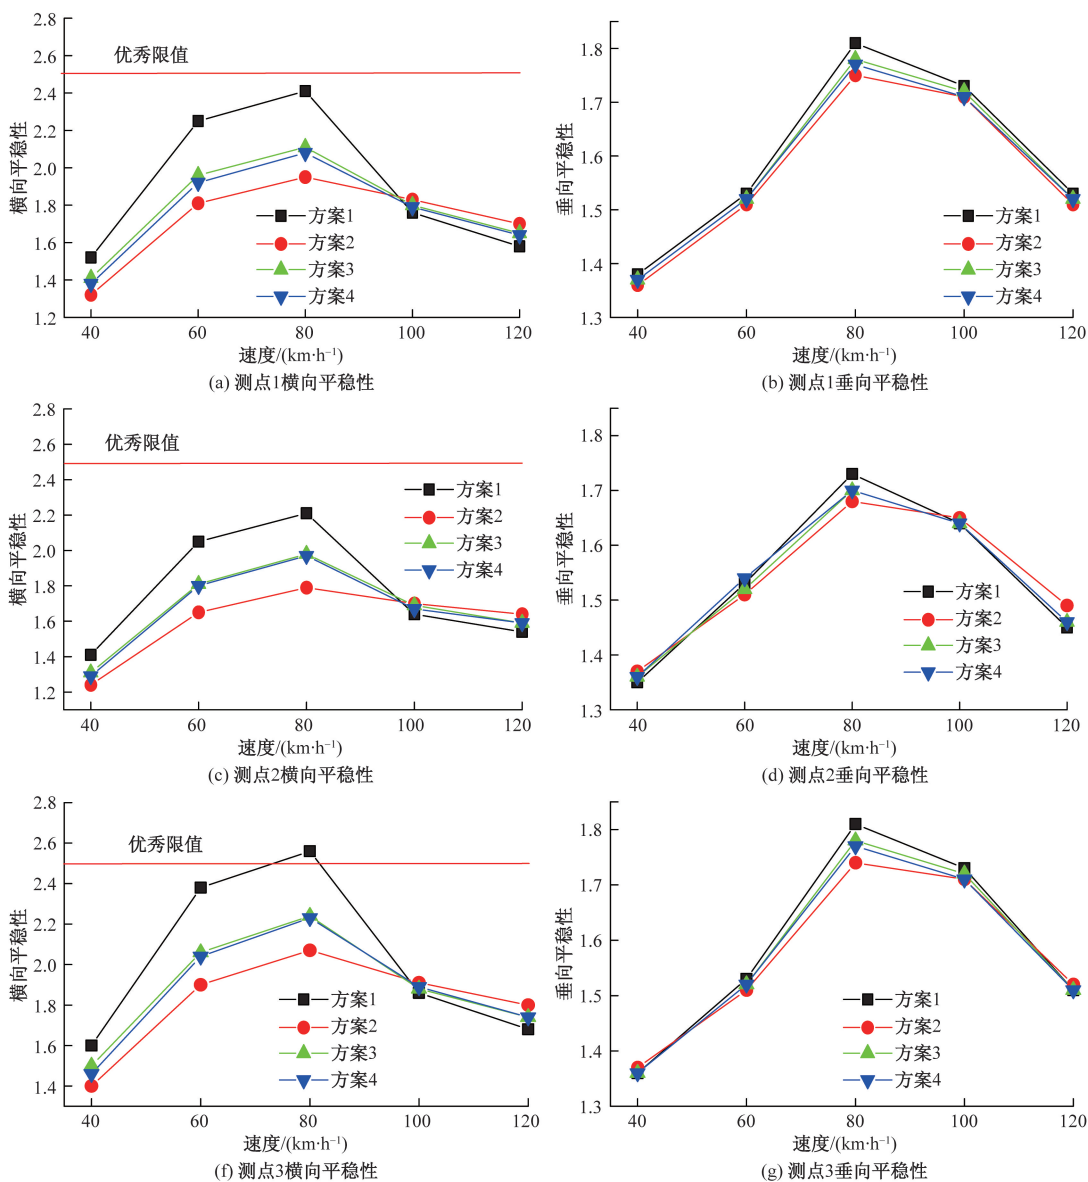 2.8
2.6
2.4
2.2
2.0
1.8
1.6
1.4
1.2
横向平稳性
优秀限值
方案1
方案2
方案3
方案4
40 60 80 100 120
速度/(km·h⁻¹)
(a) 测点1横向平稳性
1.8
1.7
1.6
1.5
1.4
1.3
垂向平稳性
方案1
方案2
方案3
方案4
40 60 80 100 120
速度/(km·h⁻¹)
(b) 测点1垂向平稳性
2.8
2.6
2.4
2.2
2.0
1.8
1.6
1.4
1.2
横向平稳性
优秀限值
方案1
方案2
方案3
方案4
40 60 80 100 120
速度/(km·h⁻¹)
(c) 测点2横向平稳性
1.8
1.7
1.6
1.5
1.4
1.3
垂向平稳性
方案1
方案2
方案3
方案4
40 60 80 100 120
速度/(km·h⁻¹)
(d) 测点2垂向平稳性
2.8
2.6
2.4
2.2
2.0
1.8
1.6
1.4
横向平稳性
优秀限值
方案1
方案2
方案3
方案4
40 60 80 100 120
速度/(km·h⁻¹)
(f) 测点3横向平稳性
1.8
1.7
1.6
1.5
1.4
1.3
垂向平稳性
方案1
方案2
方案3
方案4
40 60 80 100 120
速度/(km·h⁻¹)
(g) 测点3垂向平稳性